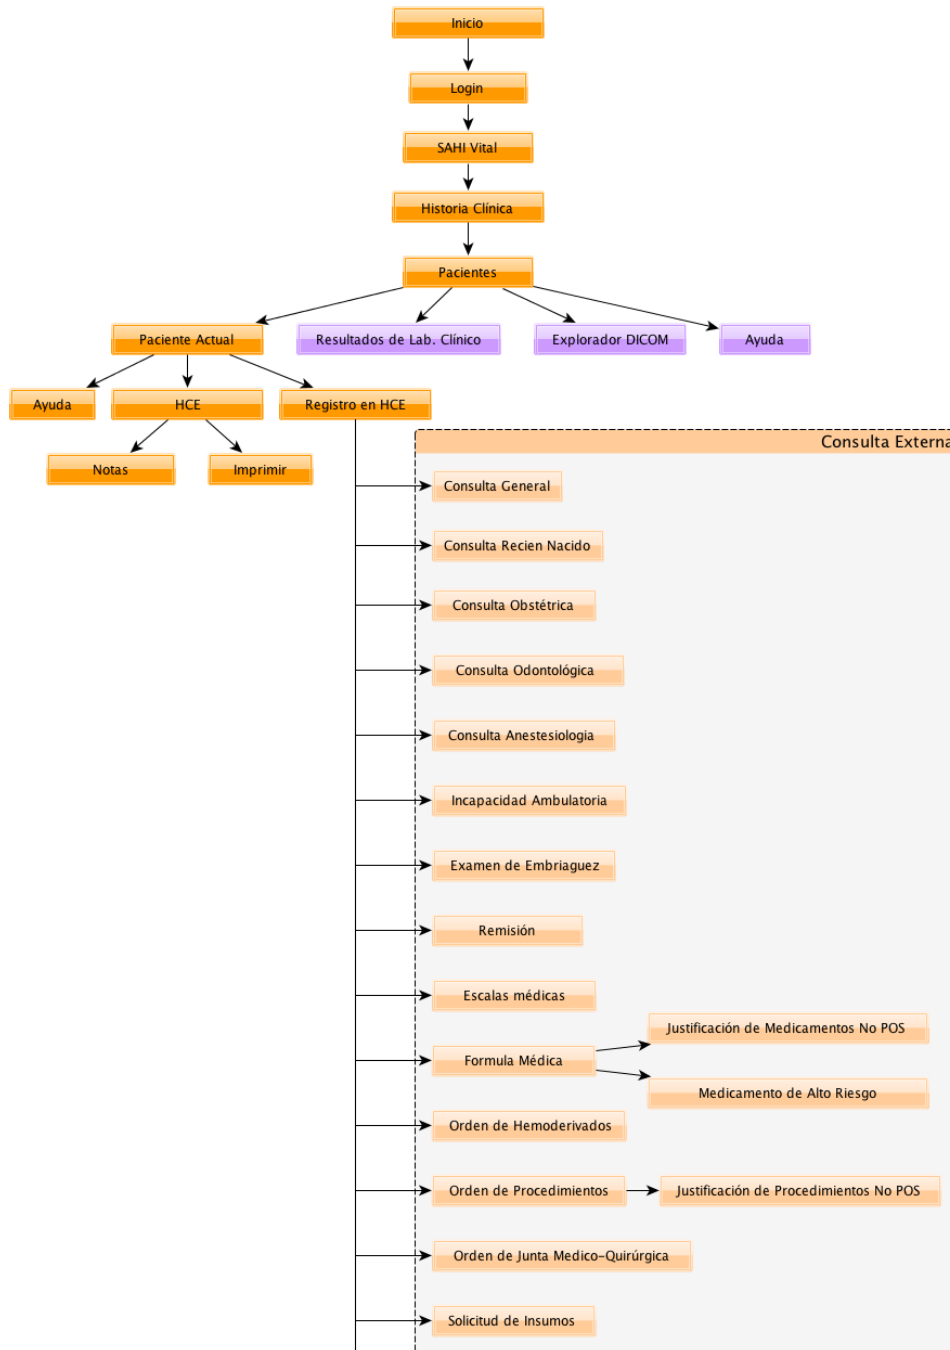 Inicio
Login
SAHI Vital
Historia Clínica
Pacientes
Paciente Actual
Resultados de Lab. Clínico
Explorador DICOM
Ayuda
Ayuda
HCE
Registro en HCE
Notas
Imprimir
Consulta Externa
Consulta General
Consulta Recien Nacido
Consulta Obstétrica
Consulta Odontológica
Consulta Anestesiologia
Incapacidad Ambulatoria
Examen de Embriaguez
Remisión
Escalas médicas
Justificación de Medicamentos No POS
Formula Médica
Medicamento de Alto Riesgo
Orden de Hemoderivados
Orden de Procedimientos
Justificación de Procedimientos No POS
Orden de Junta Medico-Quirúrgica
Solicitud de Insumos